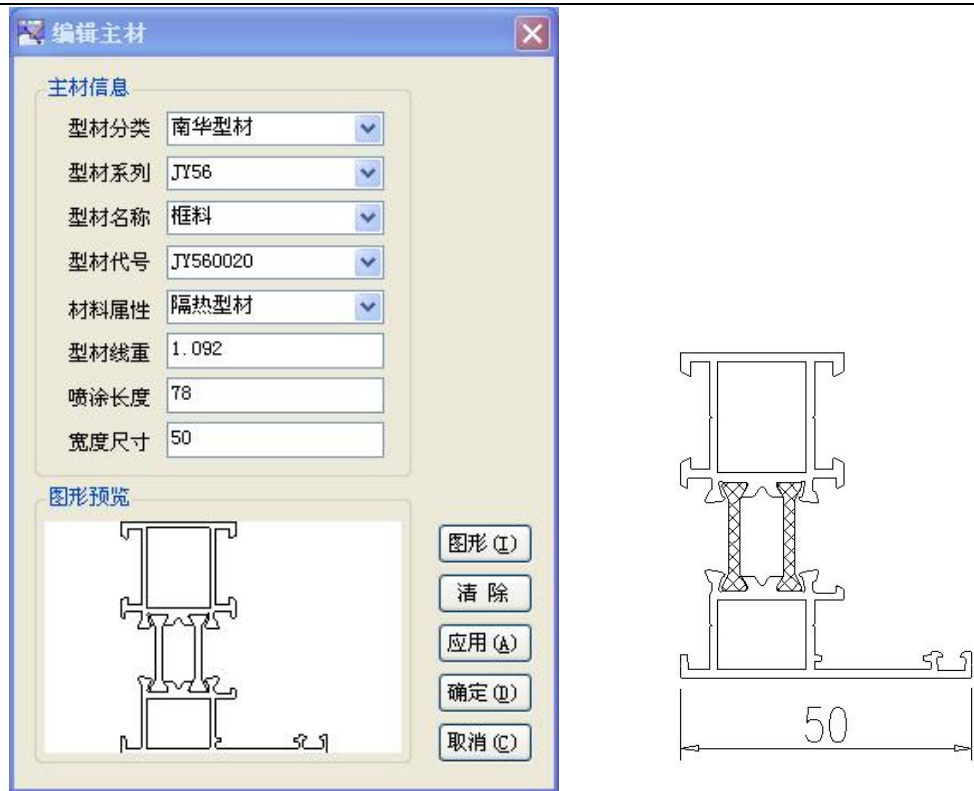 编辑主材
主材信息
型材分类 南华型材
型材系列 JY56
型材名称 框料
型材代号 JY560020
材料属性 隔热型材
型材线重 1.092
喷涂长度 78
宽度尺寸 50
图形预览
图形(I)
清 除
应用(A)
确定(D)
取消(C)
50